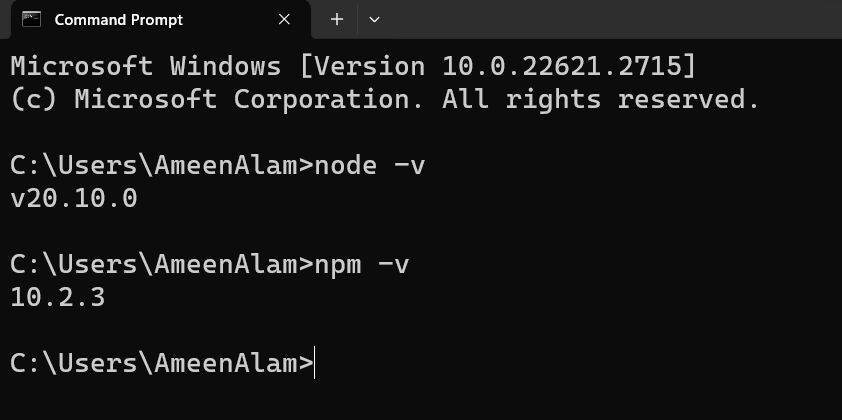 Command Prompt
Microsoft Windows [Version 10.0.22621.2715]
(c) Microsoft Corporation. All rights reserved.
C:\Users\AmeenAlam>node -v
v20.10.0
C:\Users\AmeenAlam>npm -v
10.2.3
C:\Users\AmeenAlam>